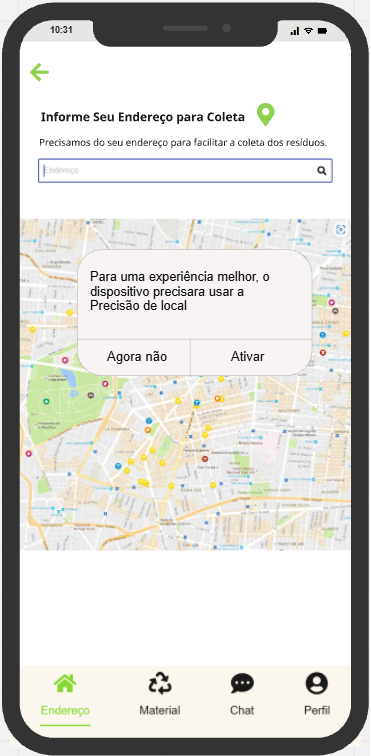 10:31
Informe Seu Endereço para Coleta
Precisamos do seu endereço para facilitar a coleta dos resíduos.
Endereço
Para uma experiência melhor, o
dispositivo precisara usar a
Precisão de local
Agora não
Ativar
Google
Endereço
Material
Chat
Perfil